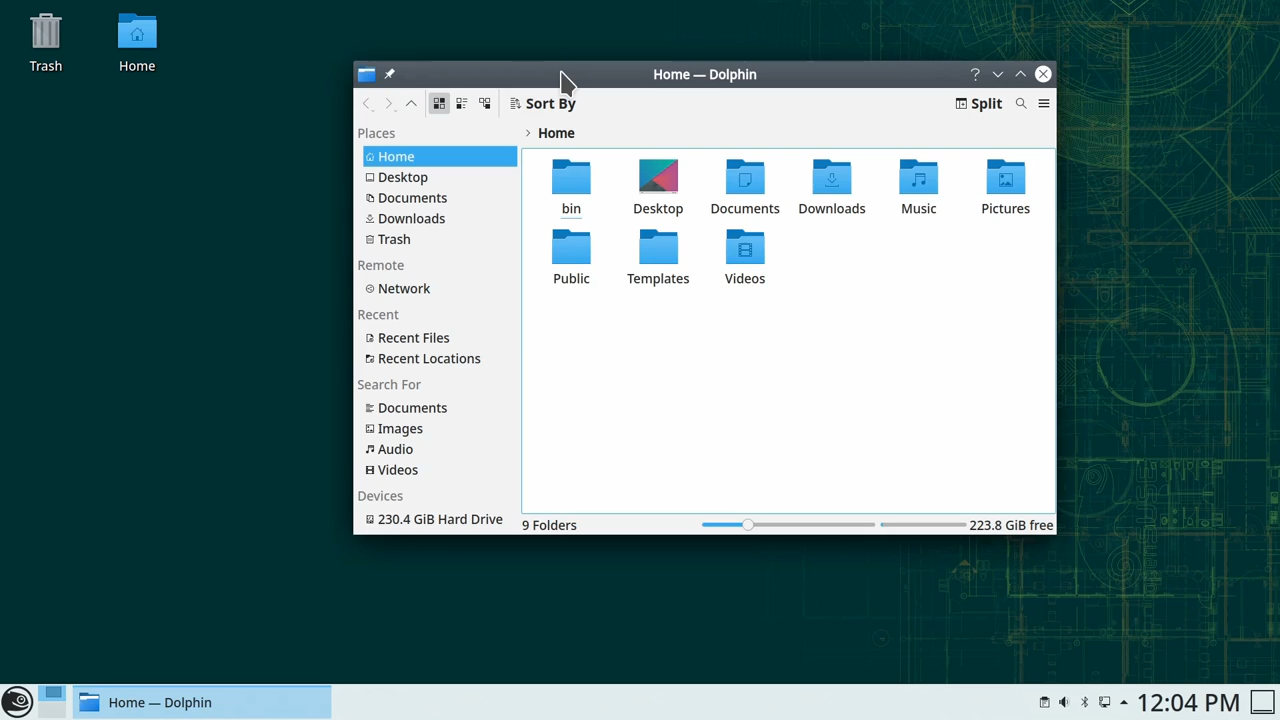 Trash
Home
Home — Dolphin
Sort By
Split
Places
Home
Home
Desktop
Documents
Downloads
Trash
Remote
Network
Recent
Recent Files
Recent Locations
Search For
Documents
Images
Audio
Videos
Devices
230.4 GiB Hard Drive
bin
Desktop
Documents
Downloads
Music
Pictures
Public
Templates
Videos
9 Folders
223.8 GiB free
Home — Dolphin
12:04 PM